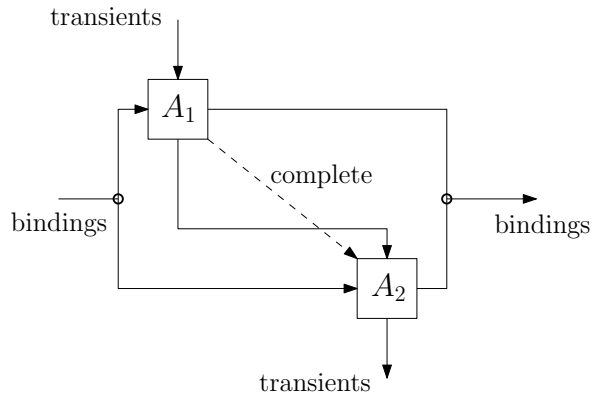 transients
A₁
complete
bindings
bindings
A₂
transients